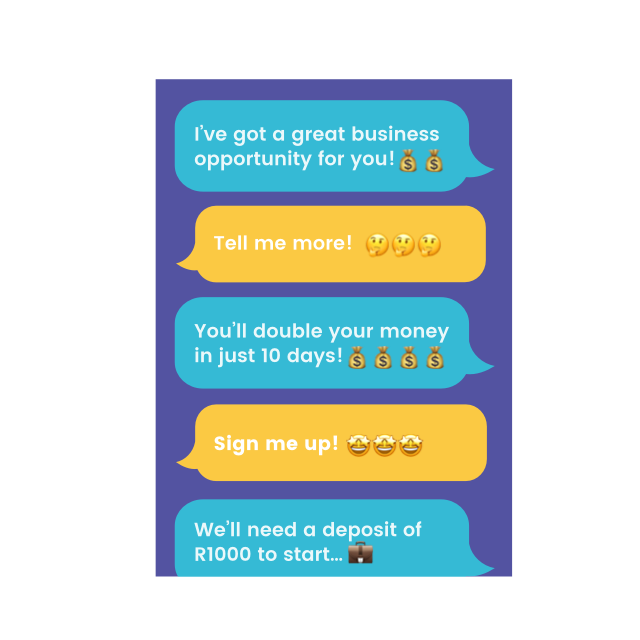 I've got a great business
opportunity for you!💰 💰
Tell me more! 🤔🤔🤔
You'll double your money
in just 10 days!💰 💰 💰 💰
Sign me up! 🤩🤩🤩
We'll need a deposit of
R1000 to start... 💼